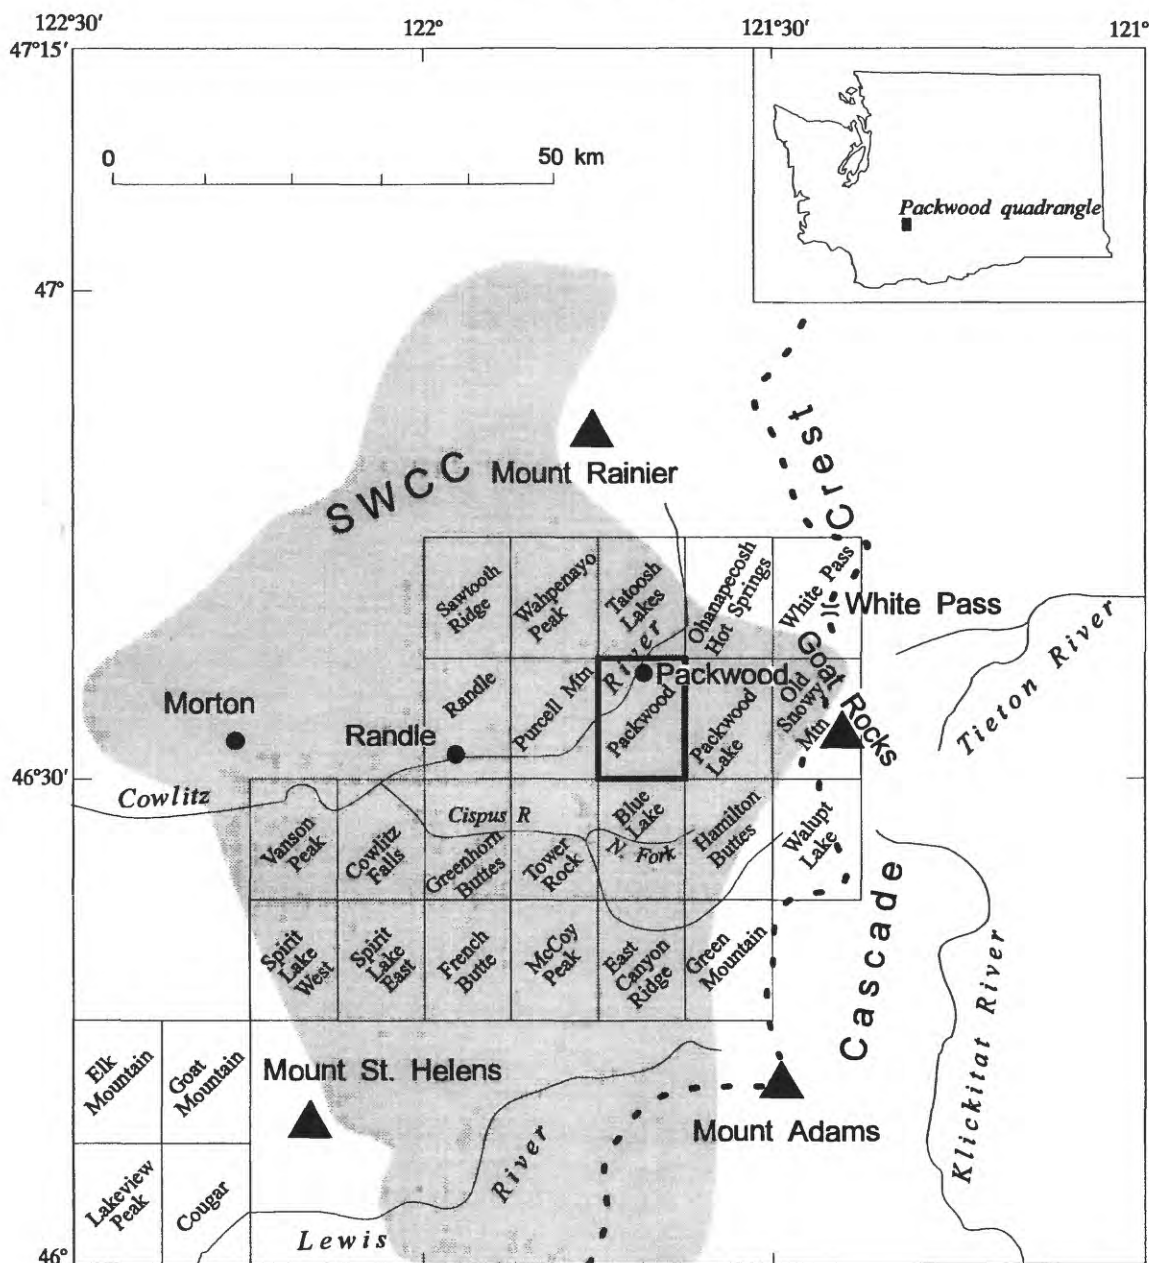 122°30′
122°
121°30′
121°
47°15′
0
50 km
Packwood quadrangle
47°
Mount Rainier
SWCC
Crest
Sawtooth
Ridge
Wahpenayo
Peak
Tatoosh
Lakes
Ohanapecosh
Hot Springs
White Pass
White Pass
Tieton River
River
Goat Rocks
Morton
Randle
Randle
Purcell Mtn
Packwood
Packwood
Packwood
Lake
Old
Snowy
Mtn
46°30′
Cowlitz
Cispus R
Vanson
Peak
Cowlitz
Falls
Greenhorn
Buttes
Tower
Rock
Blue
Lake
N. Fork
Hamilton
Buttes
Walupt
Lake
Cascade
Spirit
Lake
West
Spirit
Lake
East
French
Butte
McCoy
Peak
East
Canyon
Ridge
Green
Mountain
Klickitat River
Elk
Mountain
Goat
Mountain
Mount St. Helens
Mount Adams
Lakeview
Peak
Cougar
Lewis
River
46°